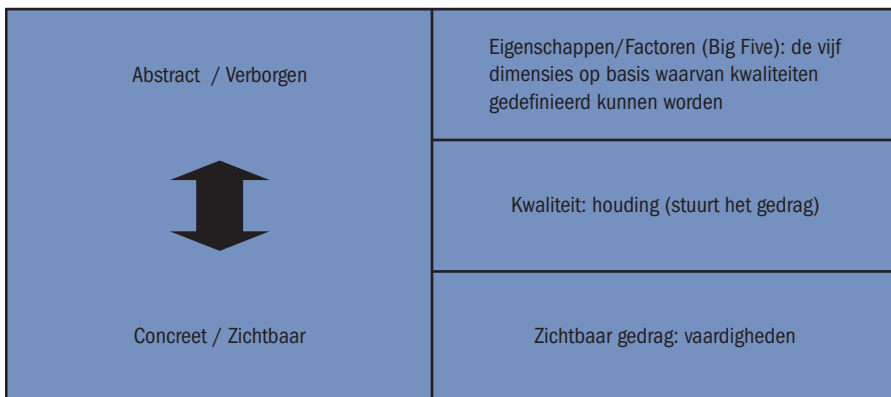 Abstract / Verborgen
Eigenschappen/Factoren (Big Five): de vijf
dimensies op basis waarvan kwaliteiten
gedefinieerd kunnen worden
Kwaliteit: houding (stuurt het gedrag)
Concreet / Zichtbaar
Zichtbaar gedrag: vaardigheden